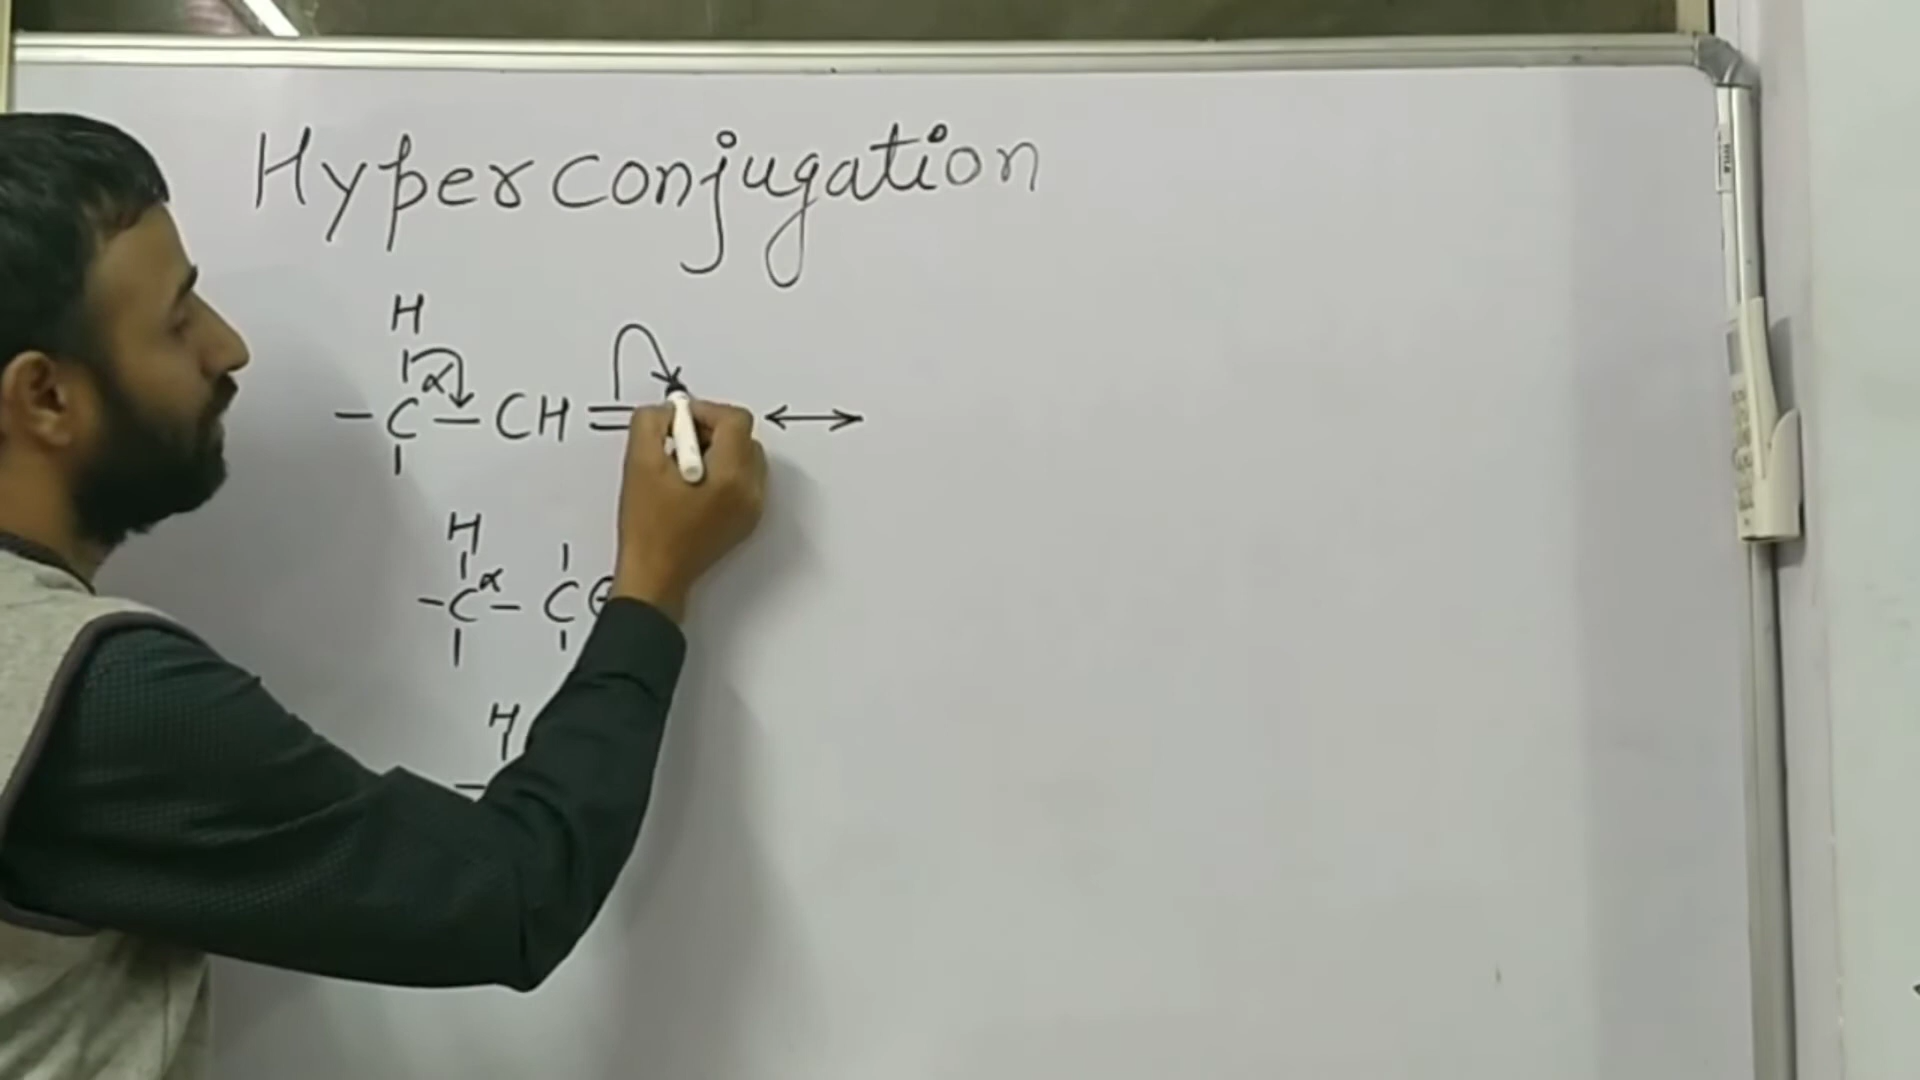 Hyperconjugation
H
α
- C - CH =
H
- C α - C
H